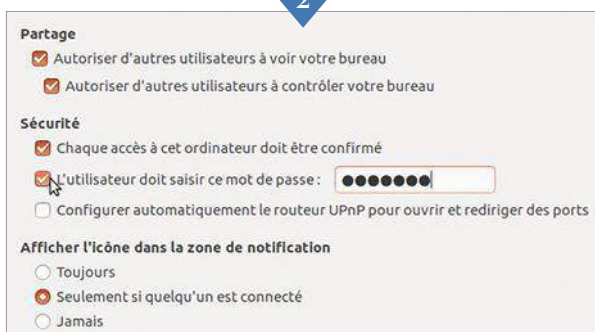 2
Partage
Autoriser d'autres utilisateurs à voir votre bureau
Autoriser d'autres utilisateurs à contrôler votre bureau
Sécurité
Chaque accès à cet ordinateur doit être confirmé
L'utilisateur doit saisir ce mot de passe :
Configurer automatiquement le routeur UPnP pour ouvrir et rediriger des ports
Afficher l'icône dans la zone de notification
Toujours
Seulement si quelqu'un est connecté
Jamais